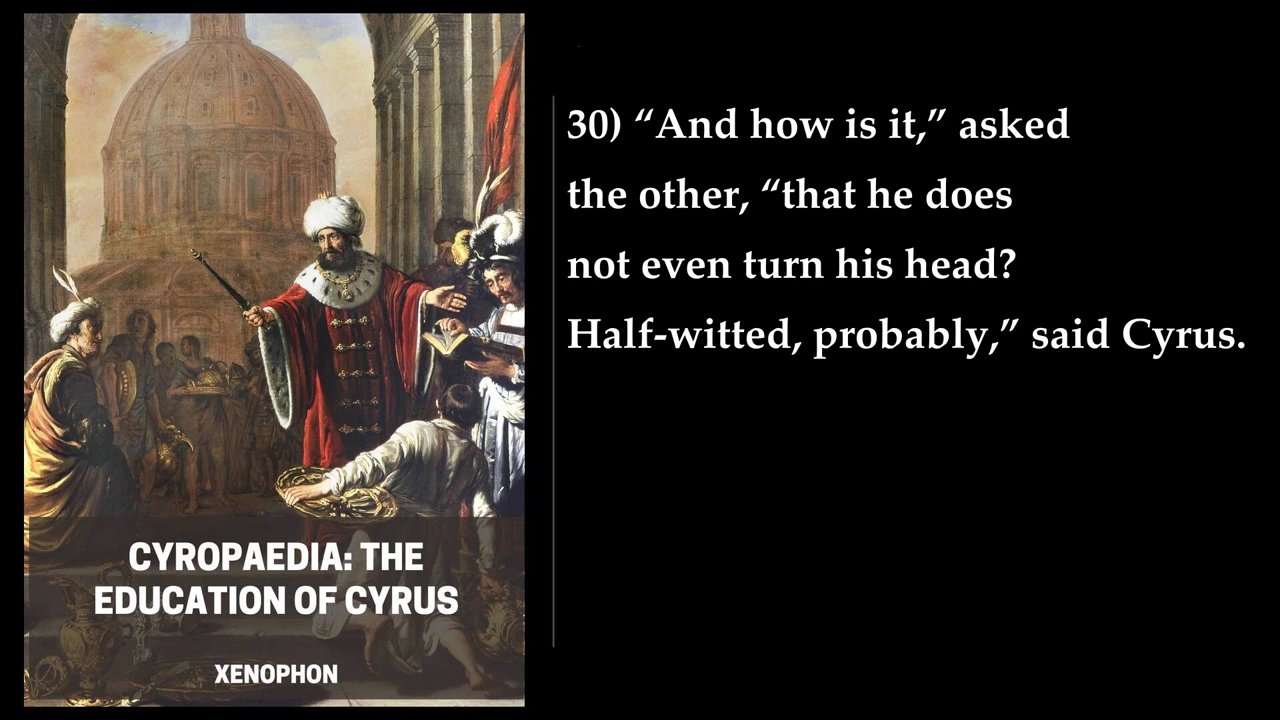 30) “And how is it,” asked
the other, “that he does
not even turn his head?
Half-witted, probably,” said Cyrus.
CYROPAEDIA: THE
EDUCATION OF CYRUS
XENOPHON